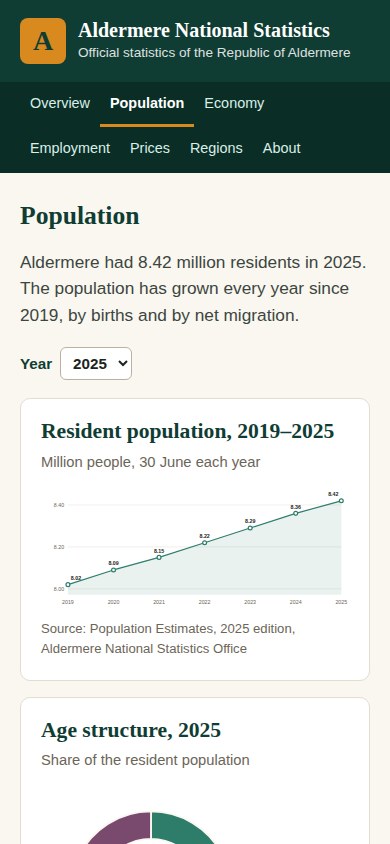 A
Aldermere National Statistics
Official statistics of the Republic of Aldermere
Overview Population Economy
Employment Prices Regions About
Population
Aldermere had 8.42 million residents in 2025.
The population has grown every year since
2019, by births and by net migration.
Year 2025
Resident population, 2019–2025
Million people, 30 June each year
8.40
8.20
8.00
8.02 8.09 8.15 8.22 8.29 8.36 8.42
2019 2020 2021 2022 2023 2024 2025
Source: Population Estimates, 2025 edition,
Aldermere National Statistics Office
Age structure, 2025
Share of the resident population